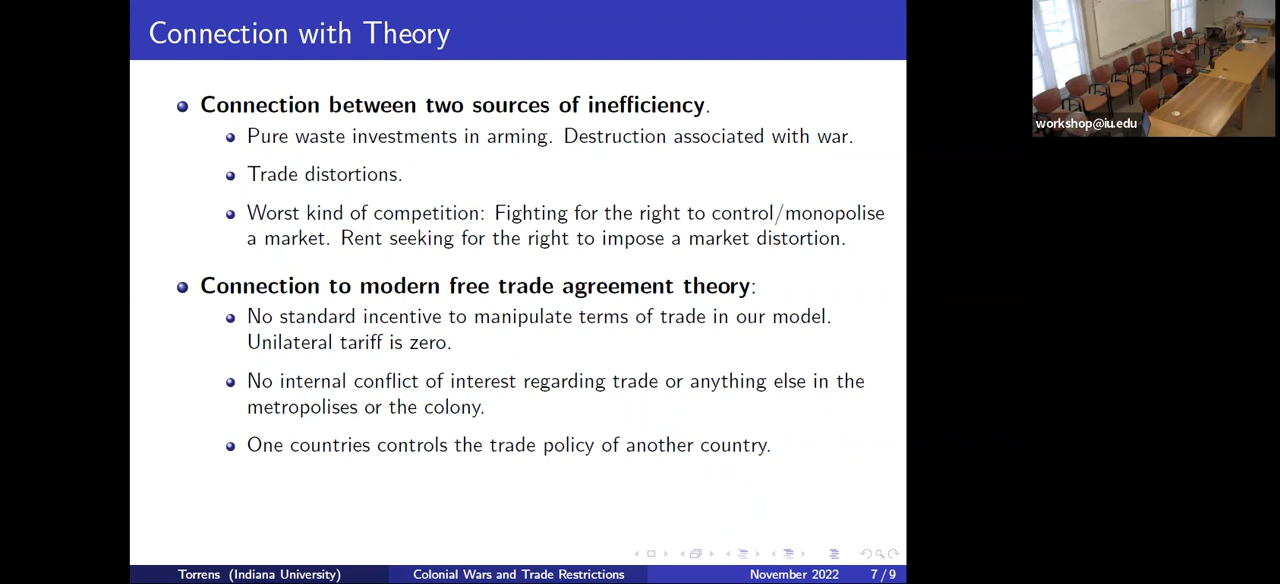 Connection with Theory
Connection between two sources of inefficiency.
Pure waste investments in arming. Destruction associated with war.
Trade distortions.
Worst kind of competition: Fighting for the right to control/monopolise
a market. Rent seeking for the right to impose a market distortion.
Connection to modern free trade agreement theory:
No standard incentive to manipulate terms of trade in our model.
Unilateral tariff is zero.
No internal conflict of interest regarding trade or anything else in the
metropolises or the colony.
One countries controls the trade policy of another country.
Torrens (Indiana University)
Colonial Wars and Trade Restrictions
November 2022
7 / 9
workshop@iu.edu